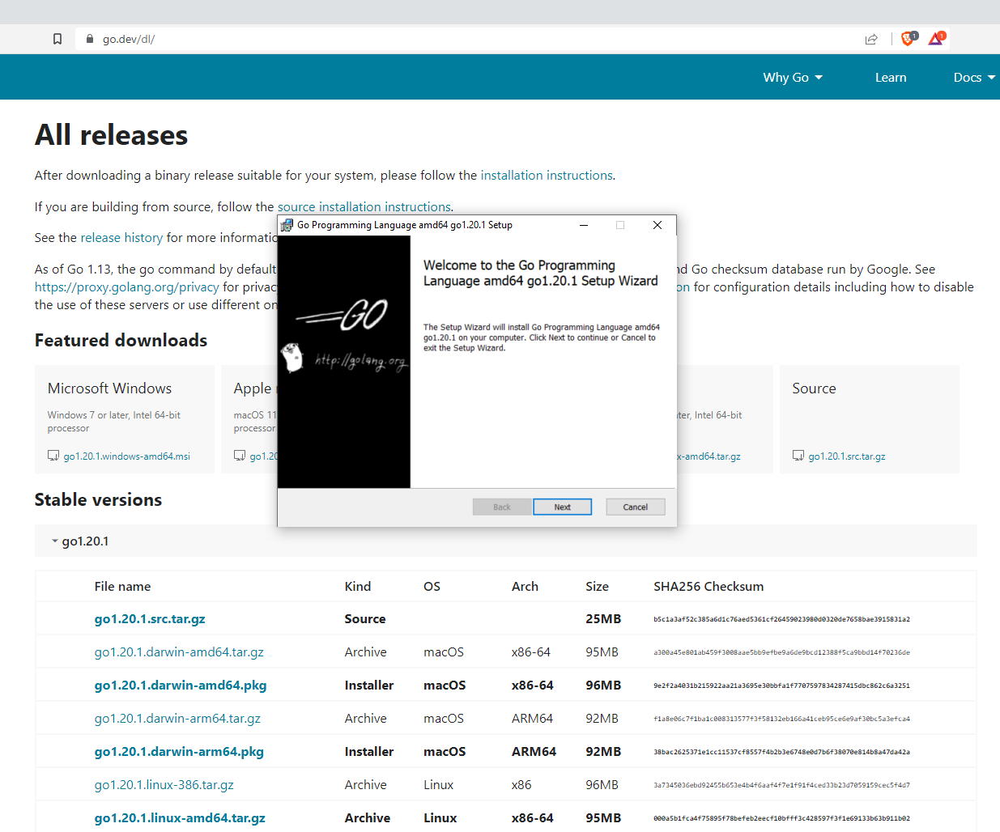 go.dev/dl/
1
1
Why Go
Learn
Docs
All releases
After downloading a binary release suitable for your system, please follow the installation instructions.
If you are building from source, follow the source installation instructions.
See the release history for more informatio
As of Go 1.13, the go command by default
nd Go checksum database run by Google. See
https://proxy.golang.org/privacy for privac
on for configuration details including how to disable
the use of these servers or use different on
Go Programming Language amd64 go1.20.1 Setup
Welcome to the Go Programming
Language amd64 go1.20.1 Setup Wizard
The Setup Wizard will install Go Programming Language amd64
go1.20.1 on your computer. Click Next to continue or Cancel to
exit the Setup Wizard.
GO
http://golang.org
Back
Next
Cancel
Featured downloads
Microsoft Windows
Windows 7 or later, Intel 64-bit
processor
go1.20.1.windows-amd64.msi
Apple
macOS 11
processor
go1.20
ter, Intel 64-bit
x-amd64.tar.gz
Source
go1.20.1.src.tar.gz
Stable versions
go1.20.1
File name Kind OS Arch Size SHA256 Checksum
go1.20.1.src.tar.gz Source 25MB b5c1a3af52c385a6d1c76aed5361cf26459023980d0320de7658bae3915831a2
go1.20.1.darwin-amd64.tar.gz Archive macOS x86-64 95MB a300a45e801ab459f3008aae5bb9efbe9a6de9bcd12388f5ca9bbd14f70236de
go1.20.1.darwin-amd64.pkg Installer macOS x86-64 96MB 9e2f2a4031b215922aa21a3695e30bbfa1f7707597834287415dbc862c6a3251
go1.20.1.darwin-arm64.tar.gz Archive macOS ARM64 92MB f1a8e06c7f1ba1c008313577f3f58132eb166a41ceb95ce6e9af30bc5a3efca4
go1.20.1.darwin-arm64.pkg Installer macOS ARM64 92MB 38bac2625371e1cc11537cf8557f4b2b3e6748e0d7b6f38070e814b8a47da42a
go1.20.1.linux-386.tar.gz Archive Linux x86 96MB 3a7345036ebd92455b653e4b4f6aaf4f7e1f91f4ced33b23d7059159cec5f4d7
go1.20.1.linux-amd64.tar.gz Archive Linux x86-64 95MB 000a5b1fca4f75895f78befeb2eecf10bfff3c428597f3f1e69133b63b911b02